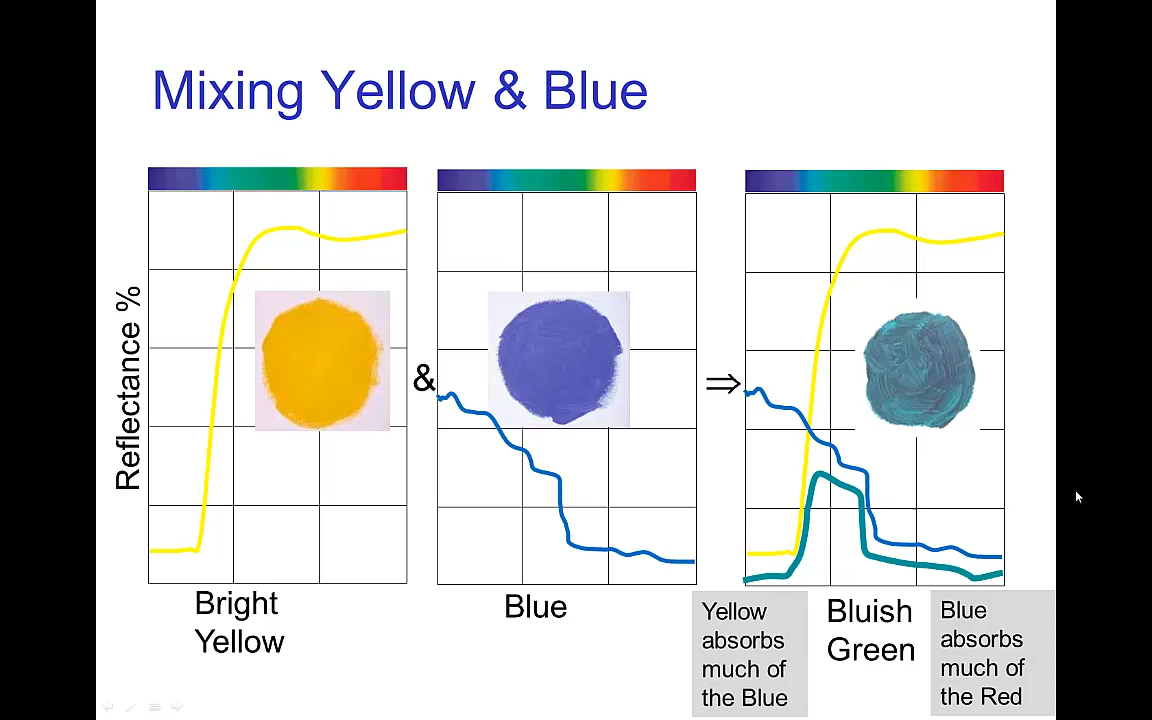 Mixing Yellow & Blue
Reflectance %
&
⇒
Bright
Yellow
Blue
Yellow
absorbs
much of
the Blue
Bluish
Green
Blue
absorbs
much of
the Red